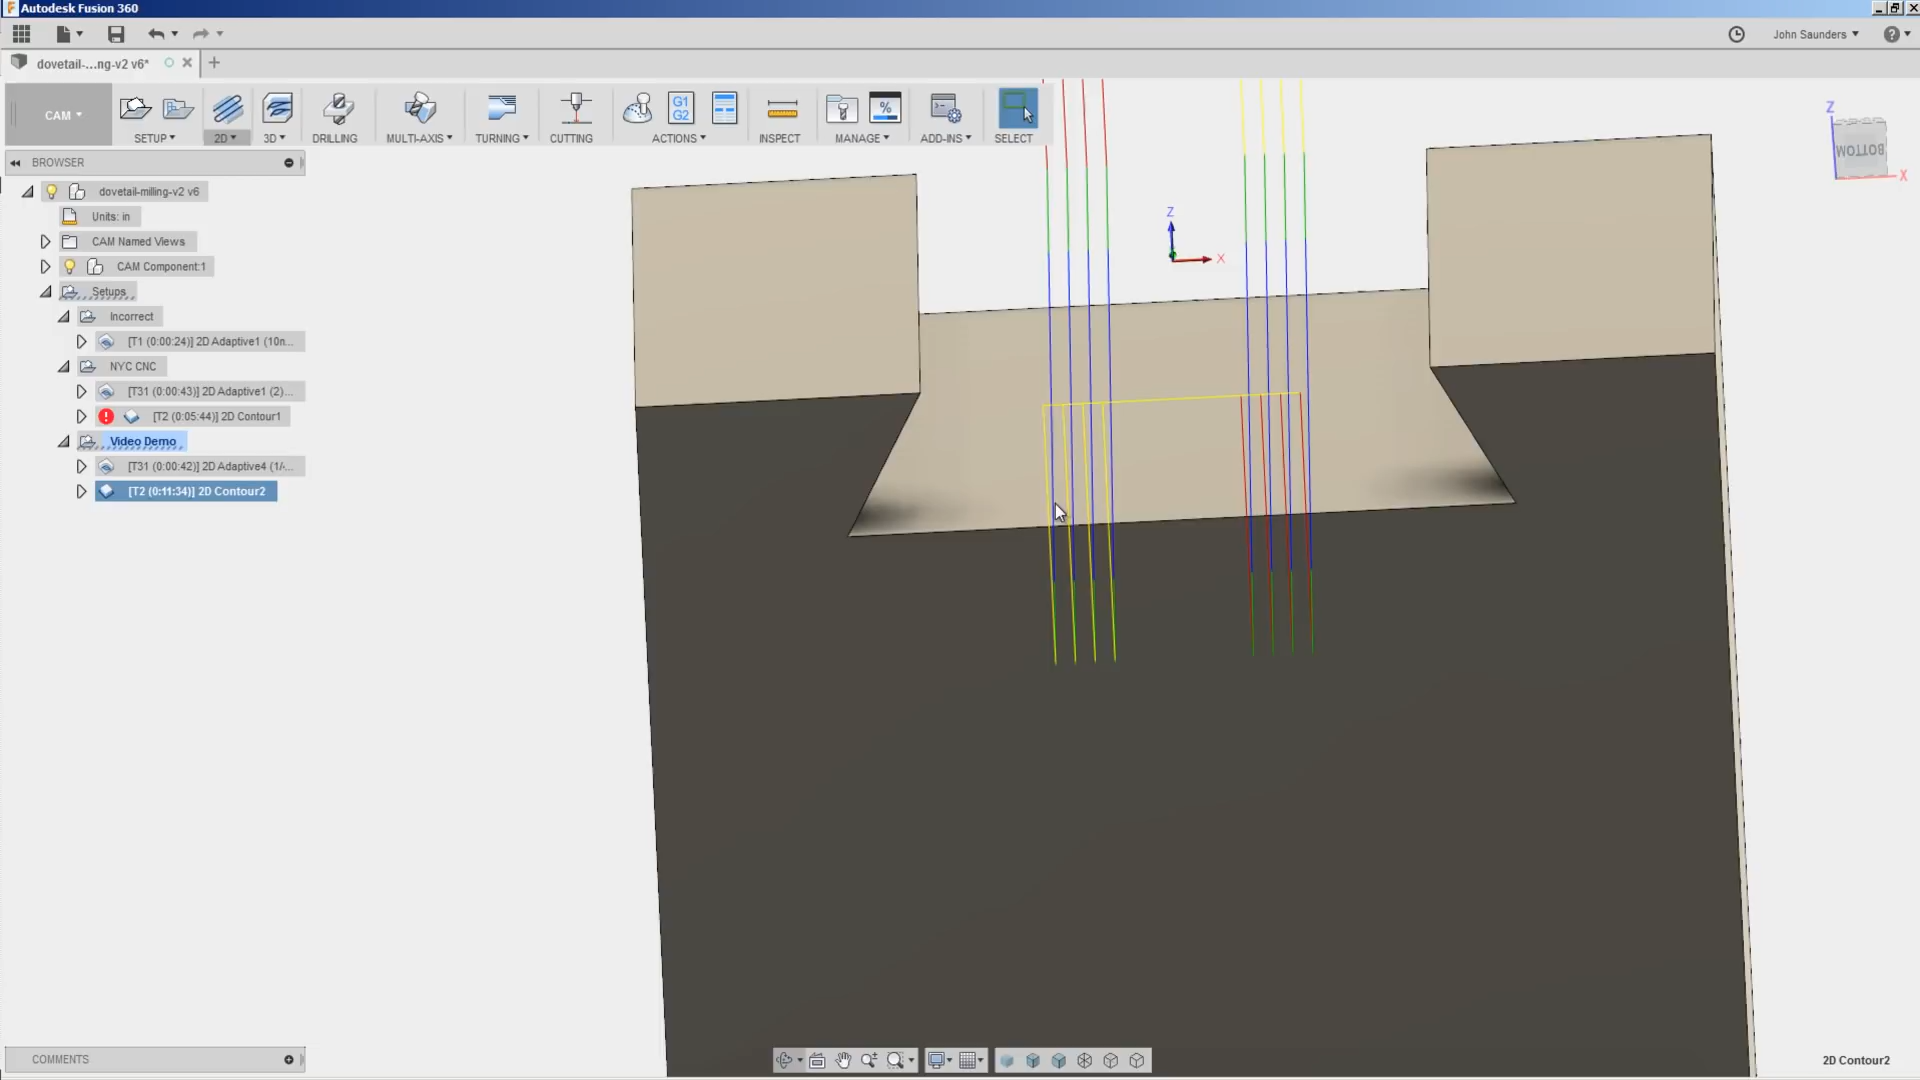 Autodesk Fusion 360
John Saunders
dovetail-...ng-v2 v6*
CAM
SETUP
2D
3D
DRILLING
MULTI-AXIS
TURNING
CUTTING
G1
G2
ACTIONS
INSPECT
%
MANAGE
ADD-INS
SELECT
BROWSER
dovetail-milling-v2 v6
Units: in
CAM Named Views
CAM Component:1
Setups
Incorrect
[T1 (0:00:24)] 2D Adaptive1 (10n...
NYC CNC
[T31 (0:00:43)] 2D Adaptive1 (2)...
[T2 (0:05:44)] 2D Contour1
Video Demo
[T31 (0:00:42)] 2D Adaptive4 (1/-...
[T2 (0:11:34)] 2D Contour2
Z
X
Z
BOTTOM
X
COMMENTS
2D Contour2